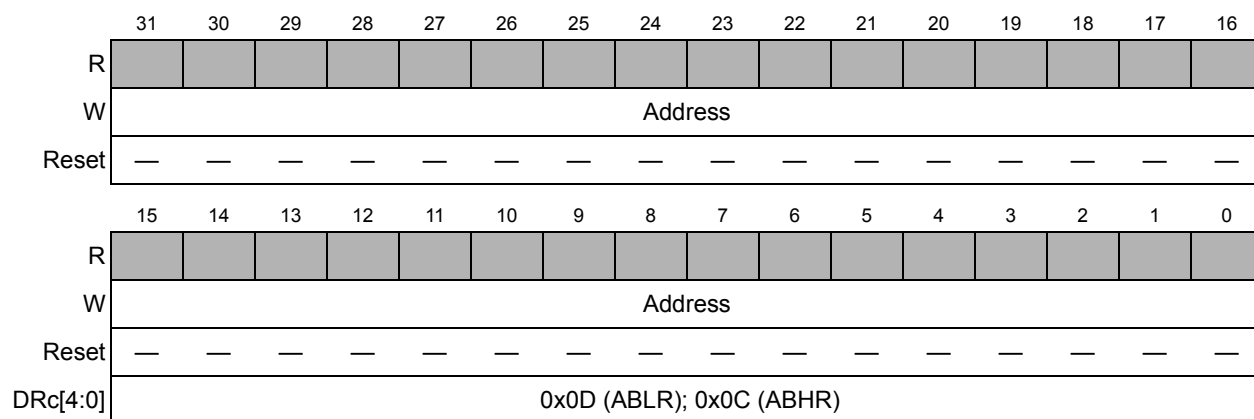 31 30 29 28 27 26 25 24 23 22 21 20 19 18 17 16
R
W Address
Reset — — — — — — — — — — — — — — — —
15 14 13 12 11 10 9 8 7 6 5 4 3 2 1 0
R
W Address
Reset — — — — — — — — — — — — — — — —
DRc[4:0] 0x0D (ABLR); 0x0C (ABHR)